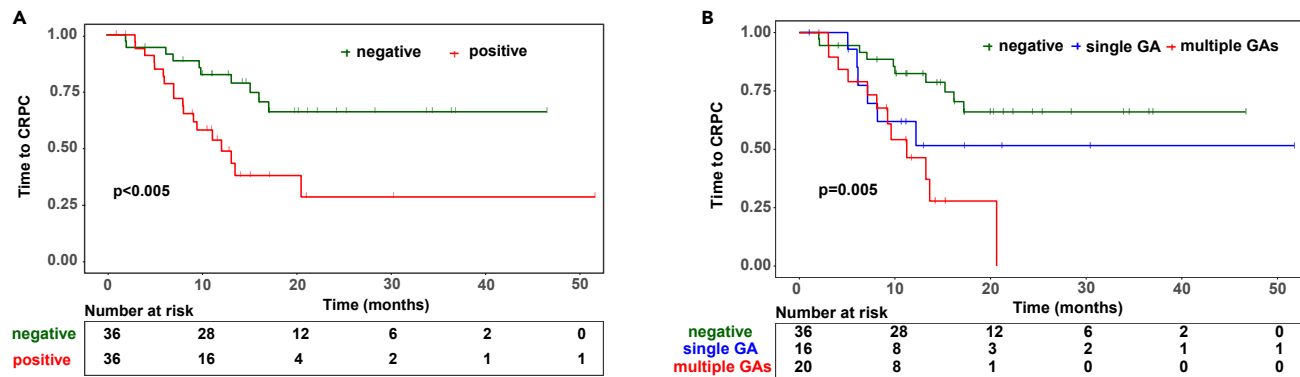 A
negative positive
1.00
0.75
0.50
0.25
0.00
Time to CRPC
p<0.005
0 10 20 30 40 50
Time (months)
Number at risk
negative 36 28 12 6 2 0
positive 36 16 4 2 1 1
B
negative single GA multiple GAs
1.00
0.75
0.50
0.25
0.00
Time to CRPC
p=0.005
0 10 20 30 40 50
Time (months)
Number at risk
negative 36 28 12 6 2 0
single GA 16 8 3 2 1 1
multiple GAs 20 8 1 0 0 0